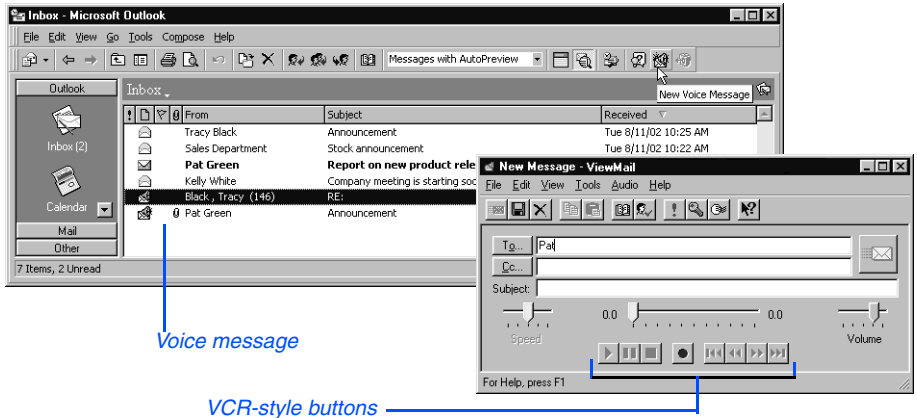 Inbox - Microsoft Outlook
File Edit View Go Tools Compose Help
Messages with AutoPreview
New Voice Message
Outlook
Inbox
Inbox (2)
Calendar
Mail
Other
! From Subject Received
Tracy Black Announcement Tue 8/11/02 10:25 AM
Sales Department Stock announcement Tue 8/11/02 10:22 AM
Pat Green Report on new product rele
Kelly White Company meeting is starting soo
Black , Tracy (146) RE:
Pat Green Announcement
7 Items, 2 Unread
New Message - ViewMail
File Edit View Tools Audio Help
To... Pat
Cc...
Subject:
0.0 0.0
Speed Volume
For Help, press F1
Voice message
VCR-style buttons